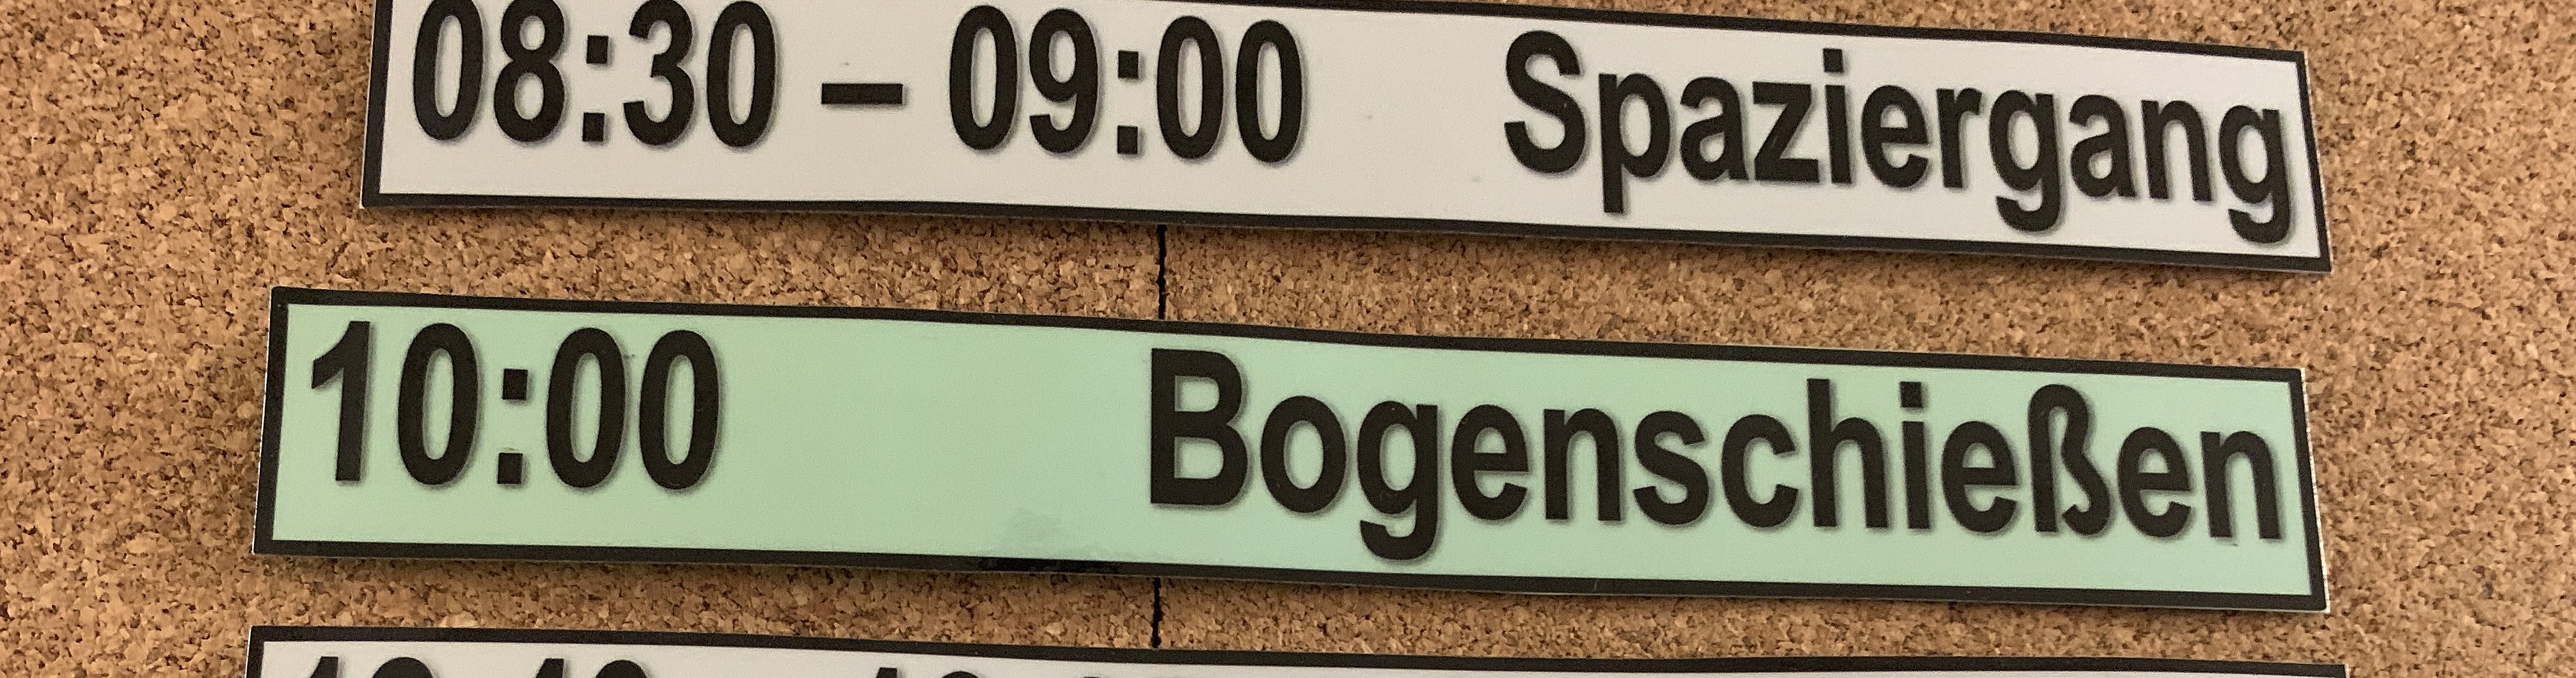 08:30 – 09:00 Spaziergang
10:00 Bogenschießen